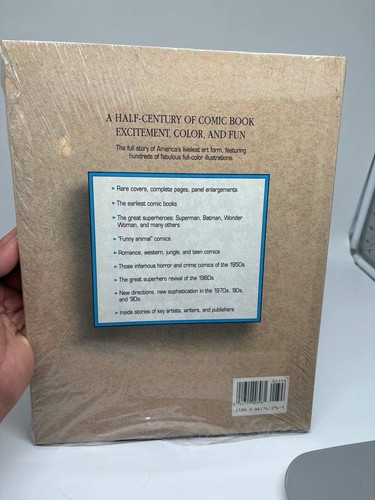 A HALF-CENTURY OF COMIC BOOK
EXCITEMENT, COLOR, AND FUN
The full story of America's liveliest art form, featuring
hundreds of fabulous full-color illustrations.
▸ Rare covers, complete pages, panel enlargements
▸ The earliest comic books
▸ The great superheroes: Superman, Batman, Wonder
Woman, and many others
▸ "Funny animal" comics
▸ Romance, western, jungle, and teen comics
▸ Those infamous horror and crime comics of the 1950s
▸ The great superhero revival of the 1960s
▸ New directions, new sophistication in the 1970s, '80s,
and '90s
▸ Inside stories of key artists, writers, and publishers
ISBN